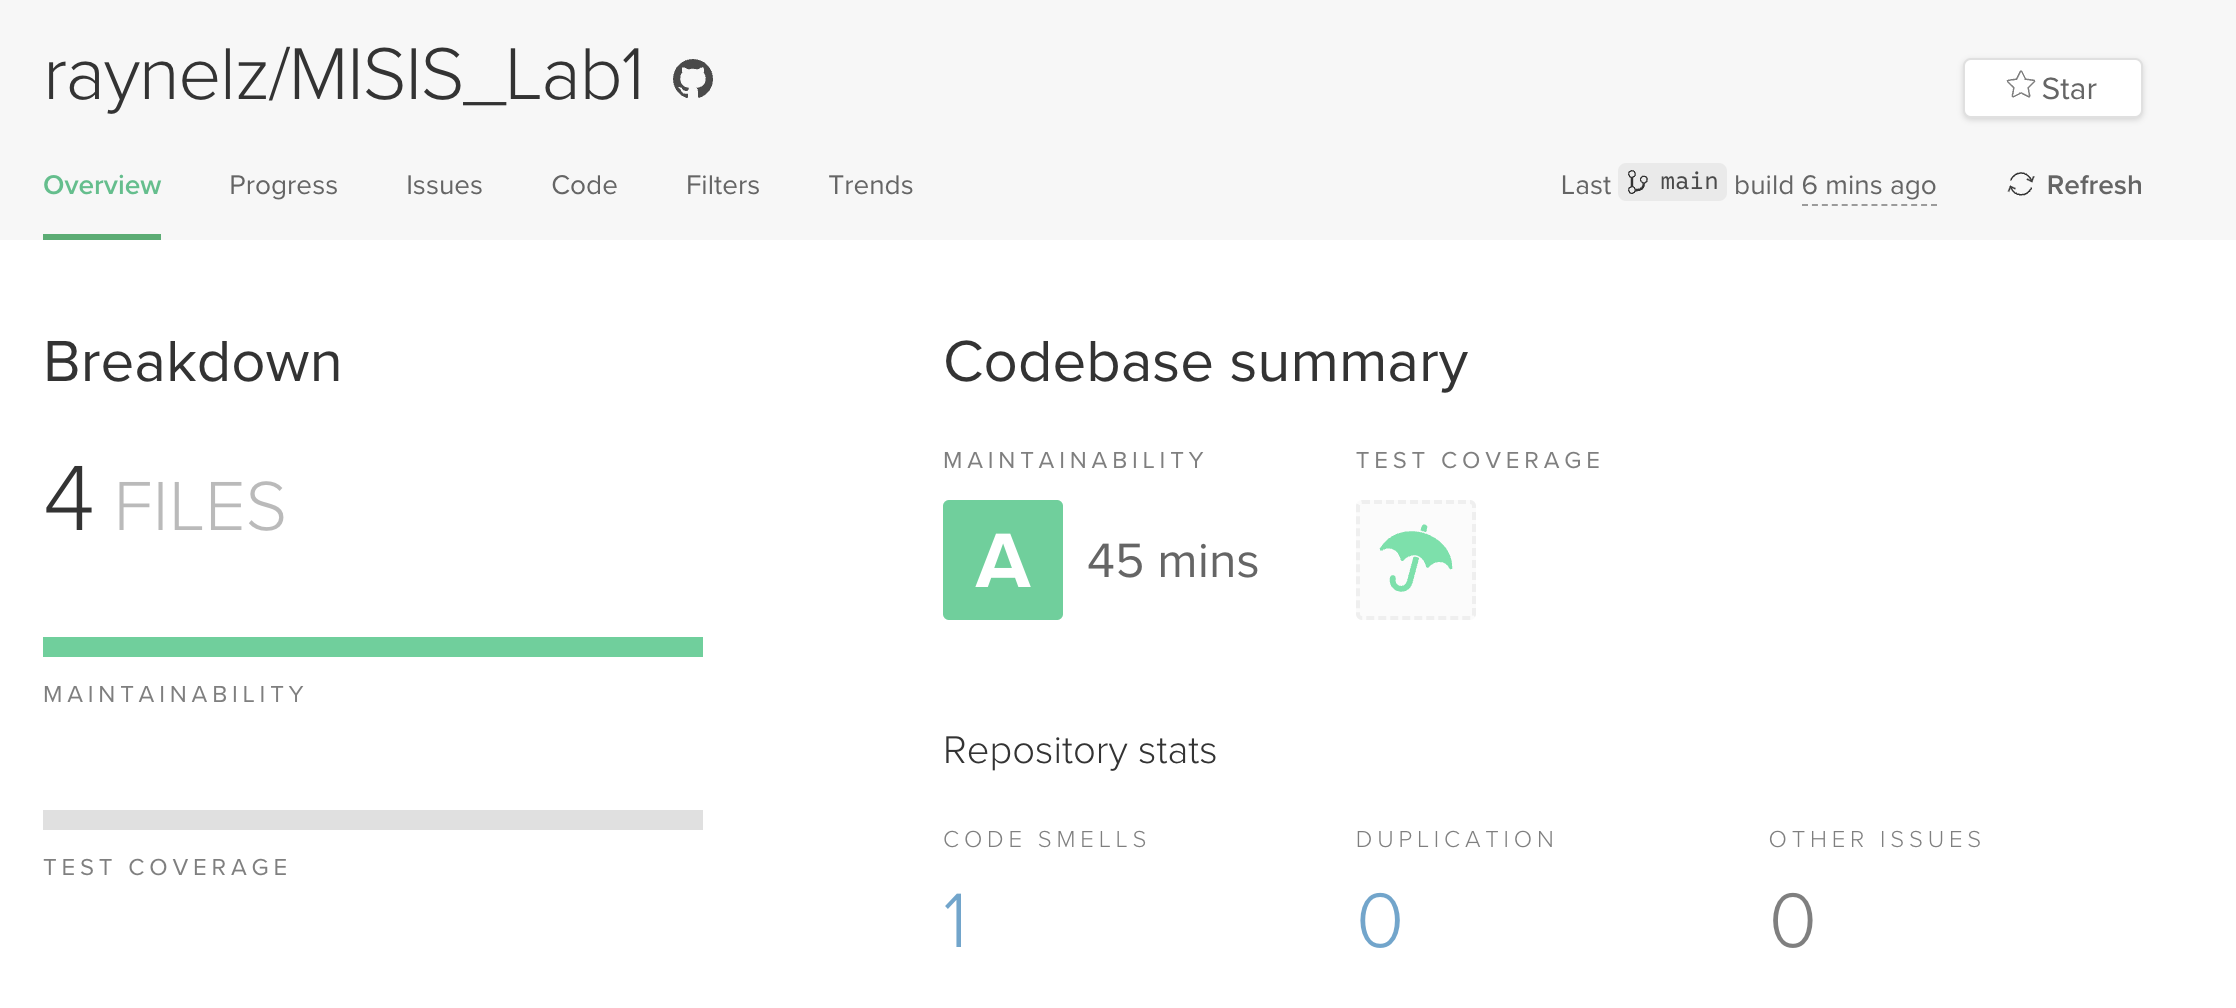 raynelz/MISIS_Lab1
Star
Overview Progress Issues Code Filters Trends Last main build 6 mins ago Refresh
Breakdown
4 FILES
MAINTAINABILITY
TEST COVERAGE
Codebase summary
MAINTAINABILITY TEST COVERAGE
A 45 mins
Repository stats
CODE SMELLS DUPLICATION OTHER ISSUES
1 0 0